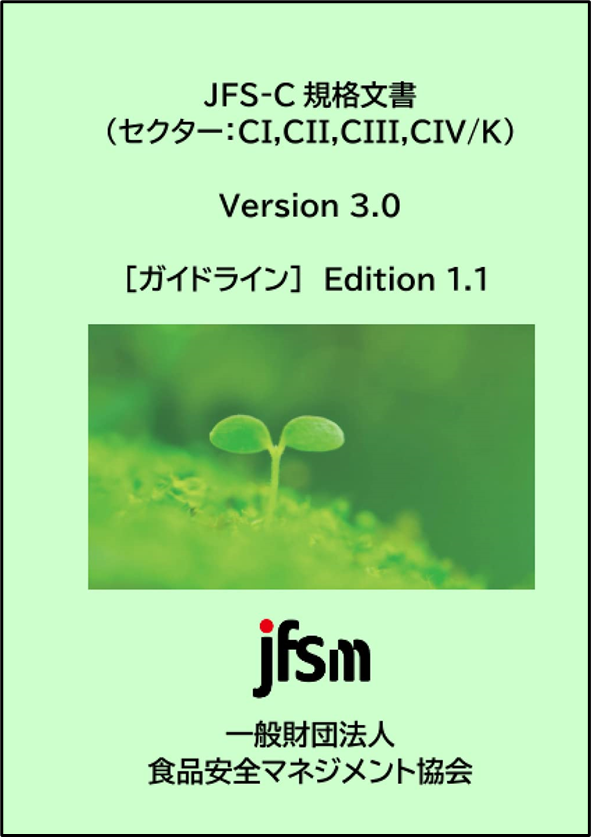 JFS-C 規格文書
（セクター：CI,CII,CIII,CIV/K）
Version 3.0
［ガイドライン］ Edition 1.1
jfsm
一般財団法人
食品安全マネジメント協会